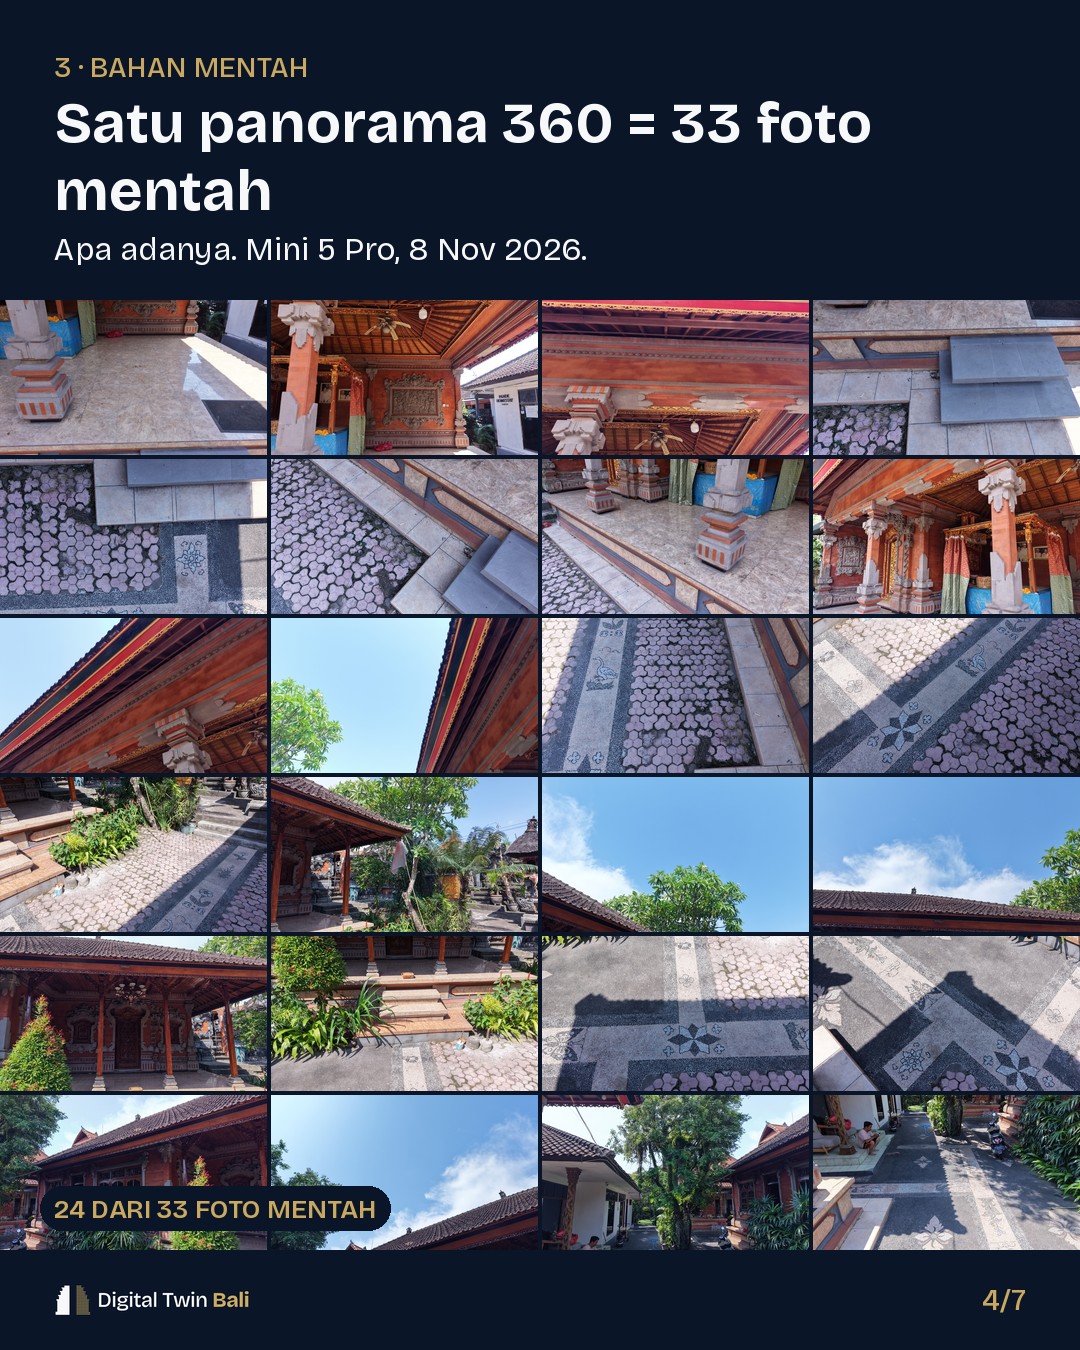 3 · BAHAN MENTAH
Satu panorama 360 = 33 foto
mentah
Apa adanya. Mini 5 Pro, 8 Nov 2026.
24 DARI 33 FOTO MENTAH
Digital Twin Bali
4/7